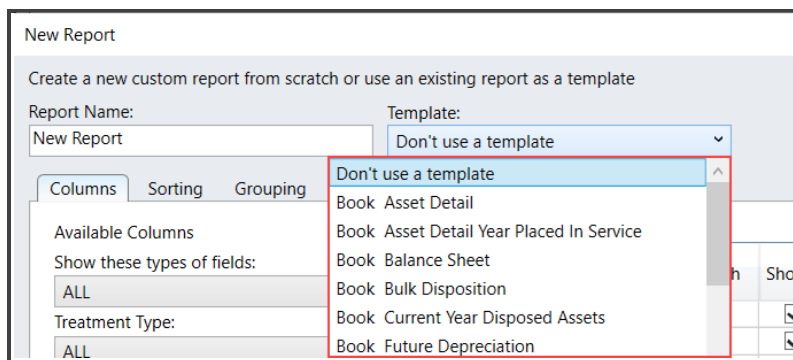 New Report
Create a new custom report from scratch or use an existing report as a template
Report Name:
Template:
New Report
Don't use a template
Don't use a template
Columns Sorting Grouping
Book Asset Detail
Book Asset Detail Year Placed In Service
Available Columns
Show these types of fields:
Book Balance Sheet
ALL
Book Bulk Disposition
Treatment Type:
Book Current Year Disposed Assets
ALL
Book Future Depreciation